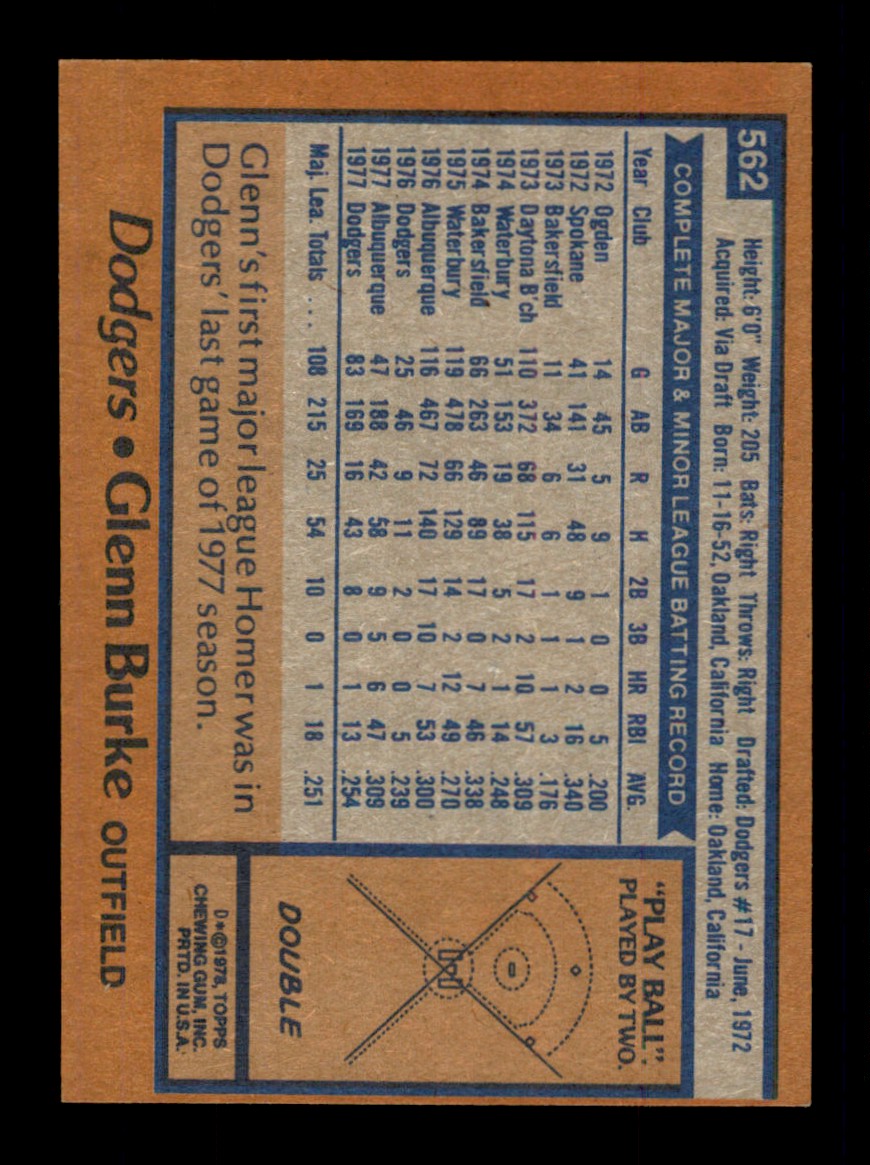 562
Height: 6'0" Weight: 205 Bats: Right Throws: Right Drafted: Dodgers #17 - June, 1972
Acquired: Via Draft Born: 11-16-52, Oakland, California Home: Oakland, California
COMPLETE MAJOR & MINOR LEAGUE BATTING RECORD
Year Club G AB R H 2B 3B HR RBI AVG.
1972 Ogden 14 45 5 9 1 0 0 5 .200
1972 Spokane 41 141 31 48 9 1 2 16 .340
1973 Bakersfield 11 34 6 6 1 1 1 3 .176
1973 Daytona B'ch 110 372 68 115 17 2 10 57 .309
1974 Waterbury 51 153 19 38 5 2 1 14 .248
1974 Bakersfield 66 263 46 89 17 0 7 46 .338
1975 Waterbury 119 478 66 129 14 2 12 49 .270
1976 Albuquerque 116 467 72 140 17 10 7 53 .300
1976 Dodgers 25 46 9 11 2 0 0 5 .239
1977 Albuquerque 47 188 42 58 9 5 6 47 .309
1977 Dodgers 83 169 16 43 8 0 1 13 .254
Maj. Lea. Totals ... 108 215 25 54 10 0 1 18 .251
Glenn's first major league Homer was in
Dodgers' last game of 1977 season.
"PLAY BALL":
PLAYED BY TWO.
DOUBLE
D*©1978, TOPPS
CHEWING GUM, INC.
PRTD. IN U.S.A.
Dodgers • Glenn Burke OUTFIELD